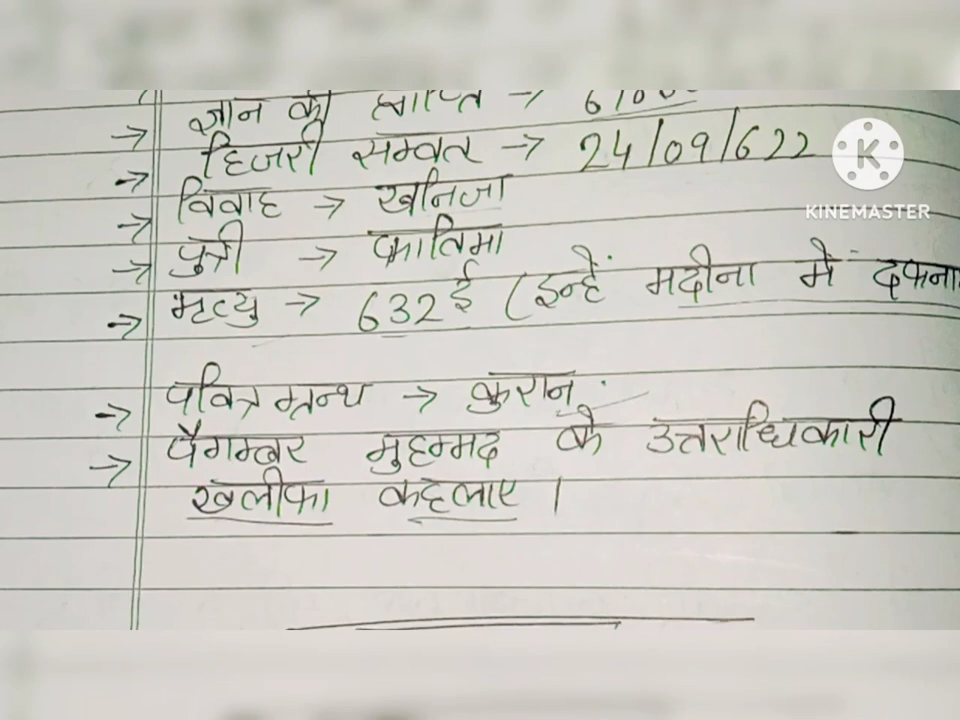 ज्ञान की प्राप्ति →
हिजरी सम्वत → 24/09/622
विवाह → खनिजा
पुत्री → फातिमा
मृत्यु → 632 ई (इन्हें मदीना में दफना
पवित्र ग्रन्थ → कुरान
पैगम्बर मुहम्मद के उत्तराधिकारी
खलीफा कहलाए ।
KINEMASTER